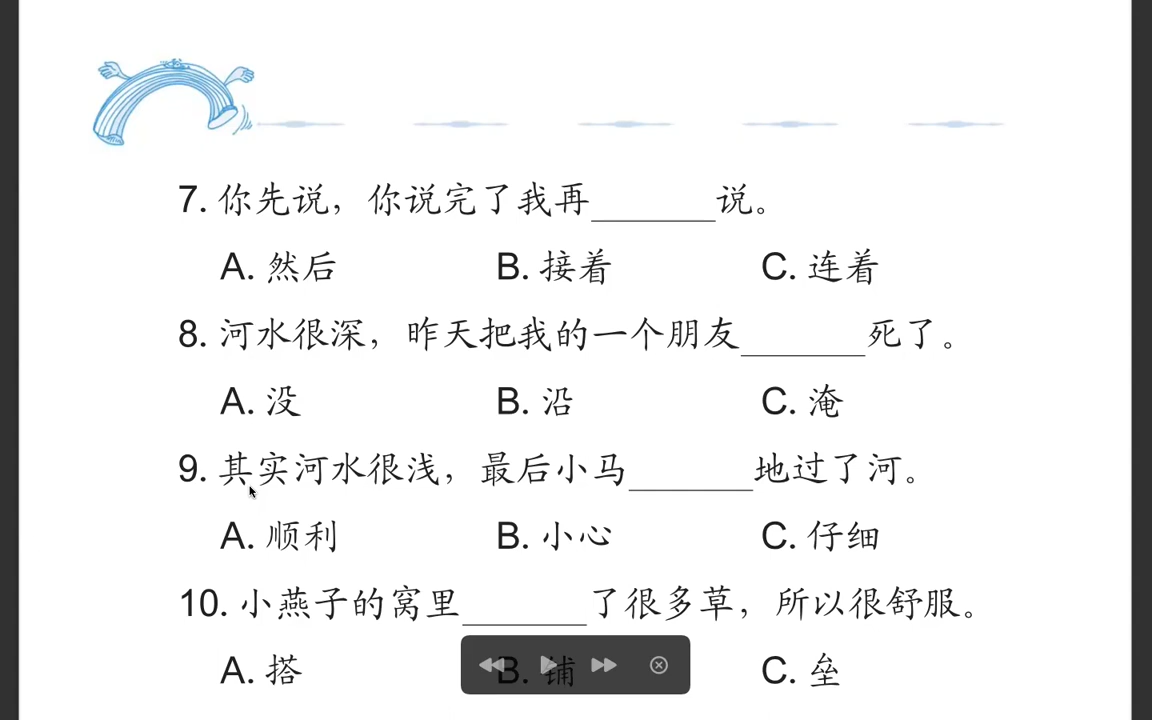 7. 你先说，你说完了我再______说。
A. 然后 B. 接着 C. 连着
8. 河水很深，昨天把我的一个朋友______死了。
A. 没 B. 沿 C. 淹
9. 其实河水很浅，最后小马______地过了河。
A. 顺利 B. 小心 C. 仔细
10. 小燕子的窝里______了很多草，所以很舒服。
A. 搭 B. 铺 C. 垒